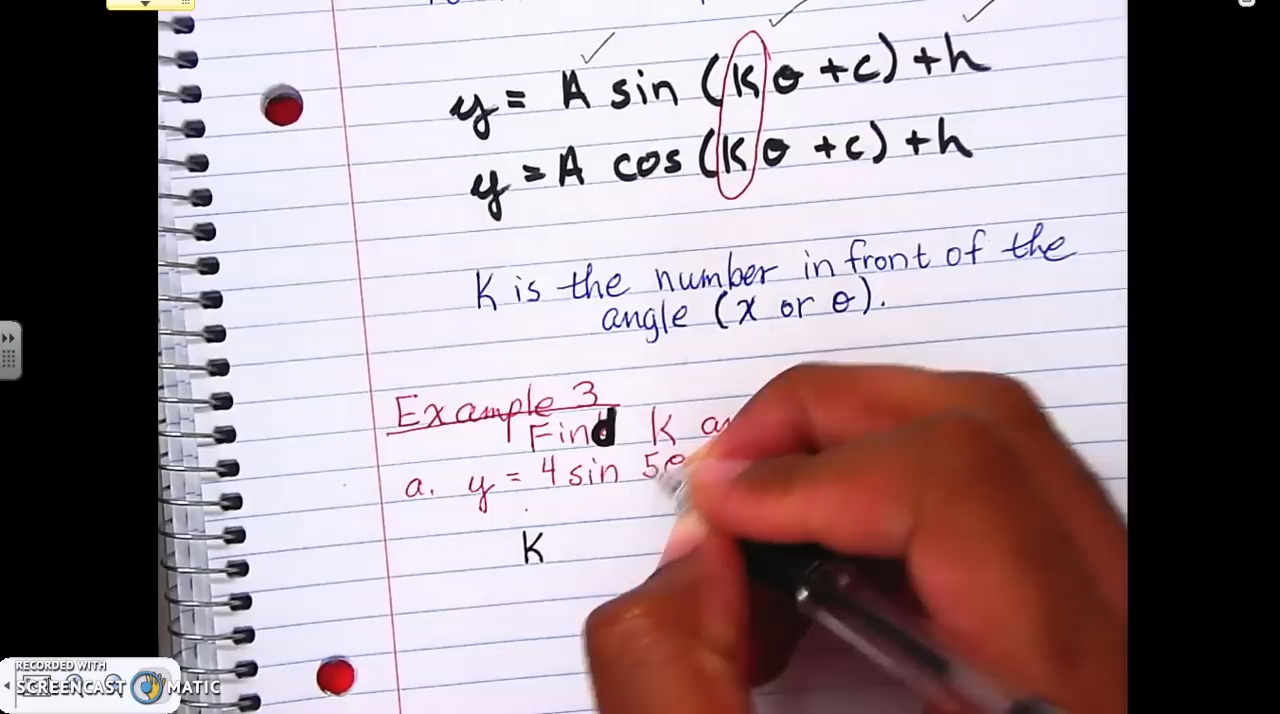 y = A sin (Kθ + c) + h
y = A cos (Kθ + c) + h
K is the number in front of the
angle (x or θ).
Example 3
Find K
a. y = 4 sin 5θ
K
RECORDED WITH
SCREENCAST MATIC